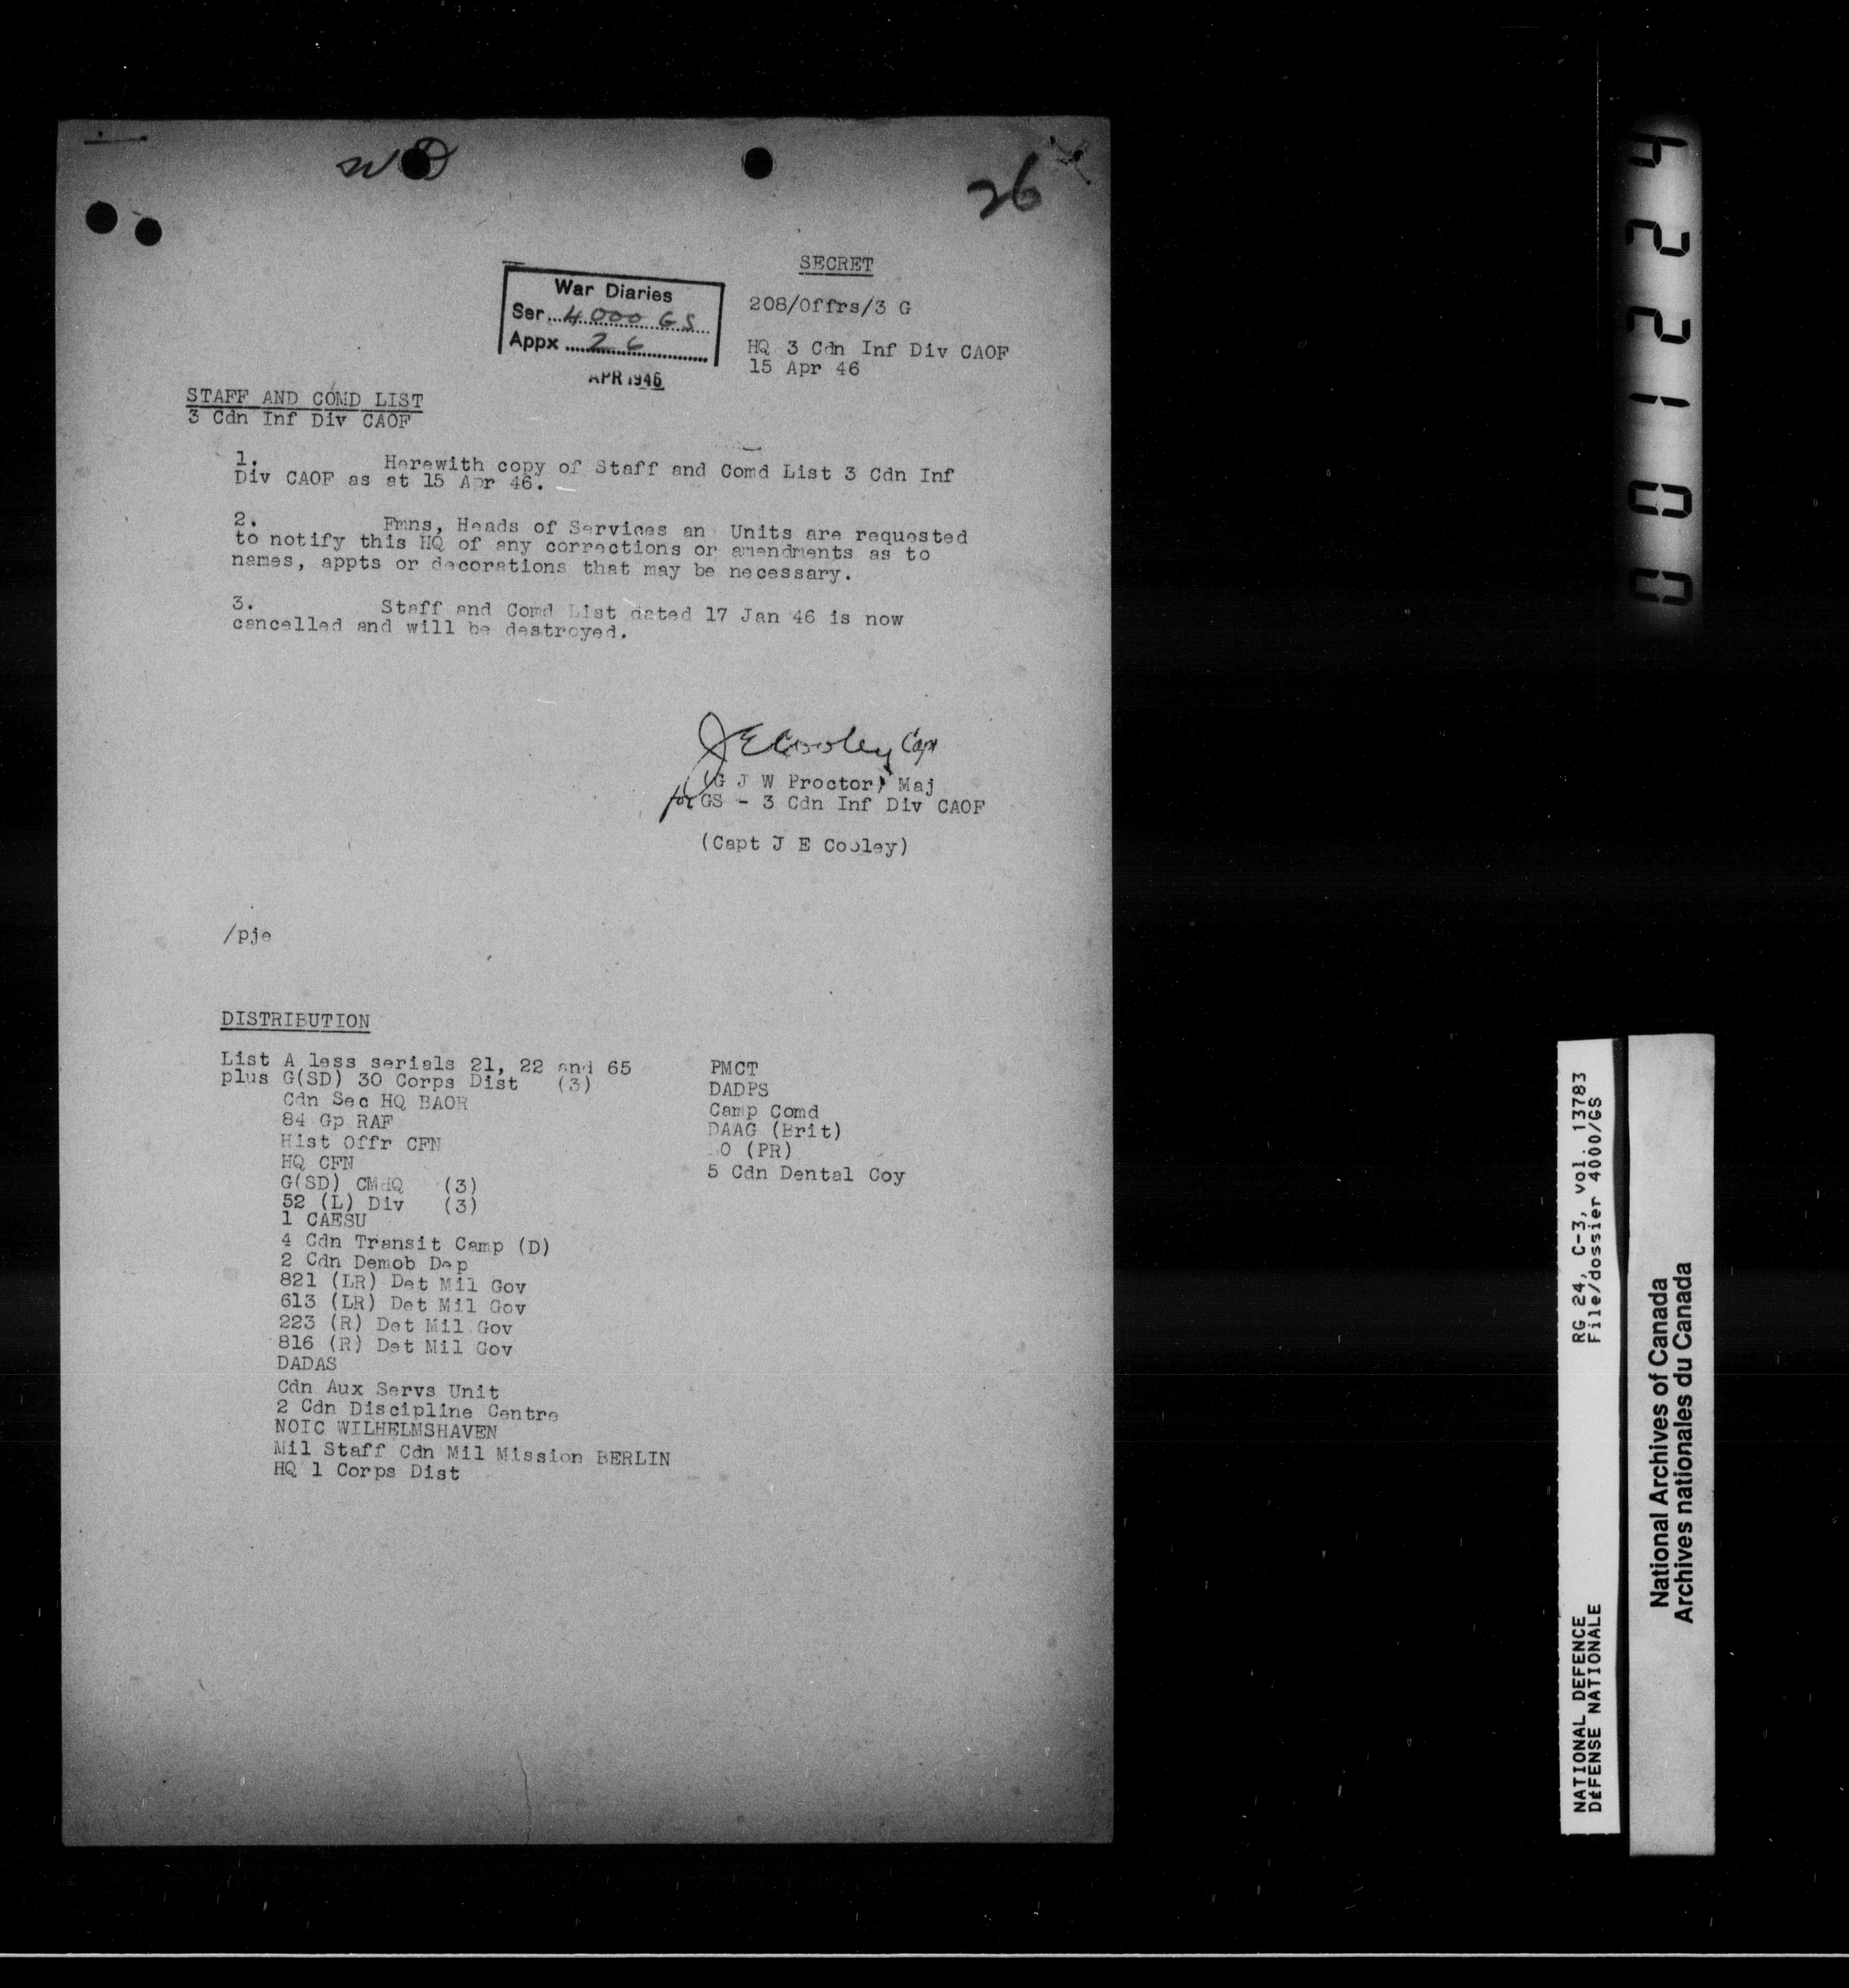 WD
26
SECRET
War Diaries
Ser...4000 GS
Appx.....26
APR 1946
208/Offrs/3 G
HQ 3 Cdn Inf Div CAOF
15 Apr 46
STAFF AND COMD LIST
3 Cdn Inf Div CAOF
1. Herewith copy of Staff and Comd List 3 Cdn Inf
Div CAOF as at 15 Apr 46.
2. Fmns, Heads of Services an Units are requested
to notify this HQ of any corrections or amendments as to
names, appts or decorations that may be necessary.
3. Staff and Comd List dated 17 Jan 46 is now
cancelled and will be destroyed.
J E Cooley Capt
(G J W Proctor) Maj
for GS - 3 Cdn Inf Div CAOF
(Capt J E Cooley)
/pje
DISTRIBUTION
List A less serials 21, 22 and 65
plus G(SD) 30 Corps Dist (3)
Cdn Sec HQ BAOR
84 Gp RAF
Hist Offr CFN
HQ CFN
G(SD) CMHQ (3)
52 (L) Div (3)
1 CAESU
4 Cdn Transit Camp (D)
2 Cdn Demob Dep
821 (LR) Det Mil Gov
613 (LR) Det Mil Gov
223 (R) Det Mil Gov
816 (R) Det Mil Gov
DADAS
Cdn Aux Servs Unit
2 Cdn Discipline Centre
NOIC WILHELMSHAVEN
Mil Staff Cdn Mil Mission BERLIN
HQ 1 Corps Dist
PMCT
DADPS
Camp Comd
DAAG (Brit)
O (PR)
5 Cdn Dental Coy
001224
NATIONAL DEFENCE RG 24, C-3, vol. 13783
DÉFENSE NATIONALE File/dossier 4000/GS
National Archives of Canada
Archives nationales du Canada